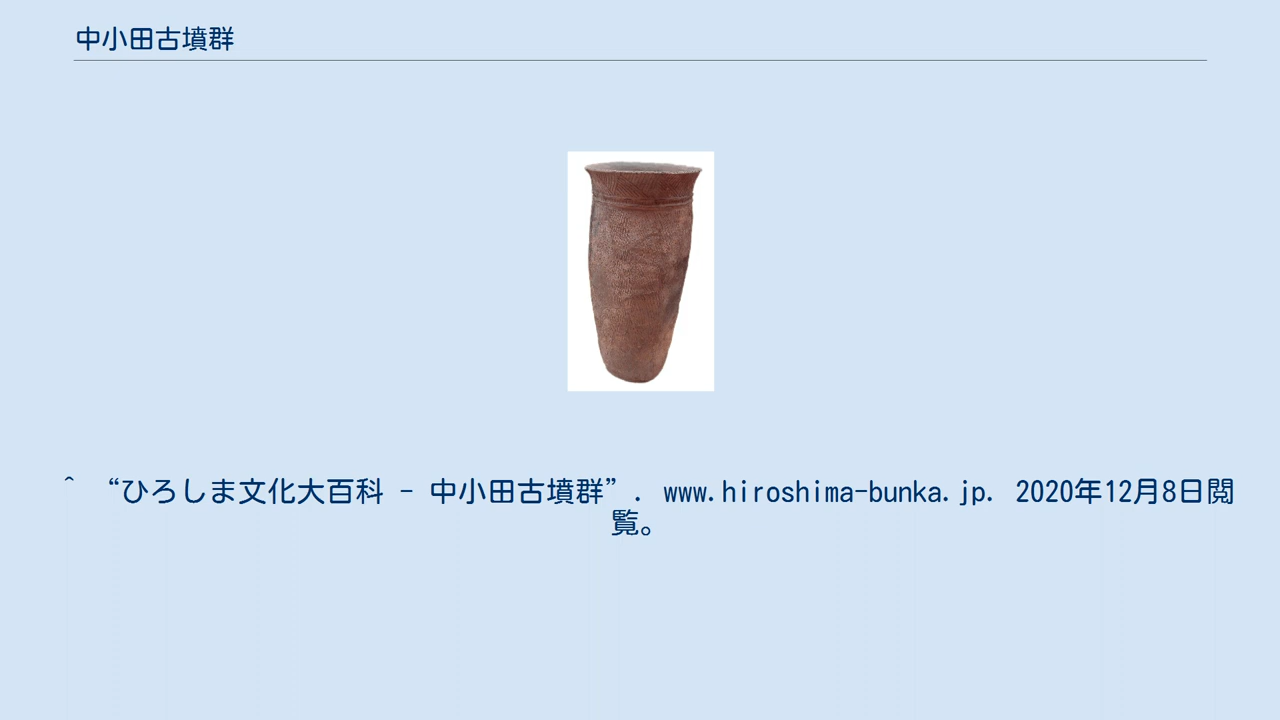 中小田古墳群
^ “ひろしま文化大百科 - 中小田古墳群”. www.hiroshima-bunka.jp. 2020年12月8日閲
覧。